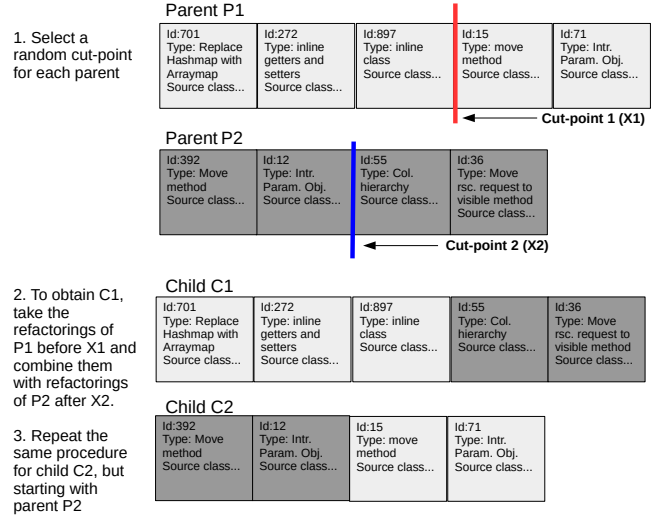 Parent P1
1. Select a
random cut-point
for each parent
Id:701
Type: Replace
Hashmap with
Arraymap
Source class...
Id:272
Type: inline
getters and
setters
Source class...
Id:897
Type: inline
class
Source class...
Id:15
Type: move
method
Source class...
Id:71
Type: Intr.
Param. Obj.
Source class...
Cut-point 1 (X1)
Parent P2
Id:392
Type: Move
method
Source class...
Id:12
Type: Intr.
Param. Obj.
Source class...
Id:55
Type: Col.
hierarchy
Source class...
Id:36
Type: Move
rsc. request to
visible method
Source class...
Cut-point 2 (X2)
2. To obtain C1,
take the
refactorings of
P1 before X1 and
combine them
with refactorings
of P2 after X2.
Child C1
Id:701
Type: Replace
Hashmap with
Arraymap
Source class...
Id:272
Type: inline
getters and
setters
Source class...
Id:897
Type: inline
class
Source class...
Id:55
Type: Col.
hierarchy
Source class...
Id:36
Type: Move
rsc. request to
visible method
Source class...
3. Repeat the
same procedure
for child C2, but
starting with
parent P2
Child C2
Id:392
Type: Move
method
Source class...
Id:12
Type: Intr.
Param. Obj.
Source class...
Id:15
Type: move
method
Source class...
Id:71
Type: Intr.
Param. Obj.
Source class...